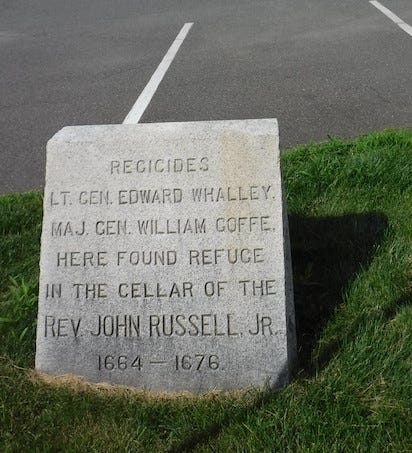 REGICIDES
LT. GEN. EDWARD WHALLEY.
MAJ. GEN. WILLIAM GOFFE.
HERE FOUND REFUGE
IN THE CELLAR OF THE
REV. JOHN RUSSELL, JR.
1664 — 1676.